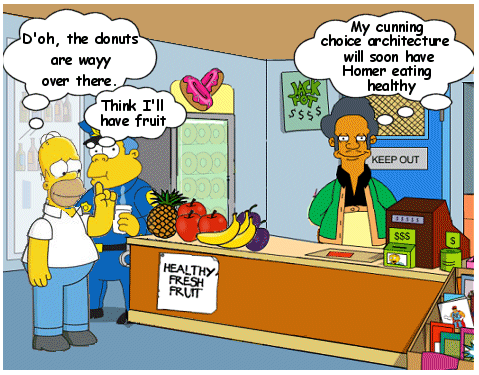 D'oh, the donuts
are wayy
over there.
Think I'll
have fruit
My cunning
choice architecture
will soon have
Homer eating
healthy
JACK
POT
$$$$
KEEP OUT
$$$$$
$$$
$
HEALTHY
FRESH
FRUIT